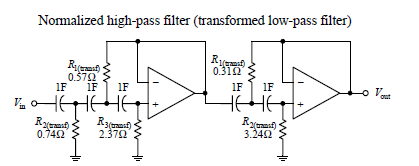 Normalized high-pass filter (transformed low-pass filter)
R1(transf)
0.57Ω
1F 1F 1F
Vin
R2(transf)
0.74Ω
R3(transf)
2.37Ω
−
+
R1(transf)
0.31Ω
1F 1F
R2(transf)
3.24Ω
−
+
Vout